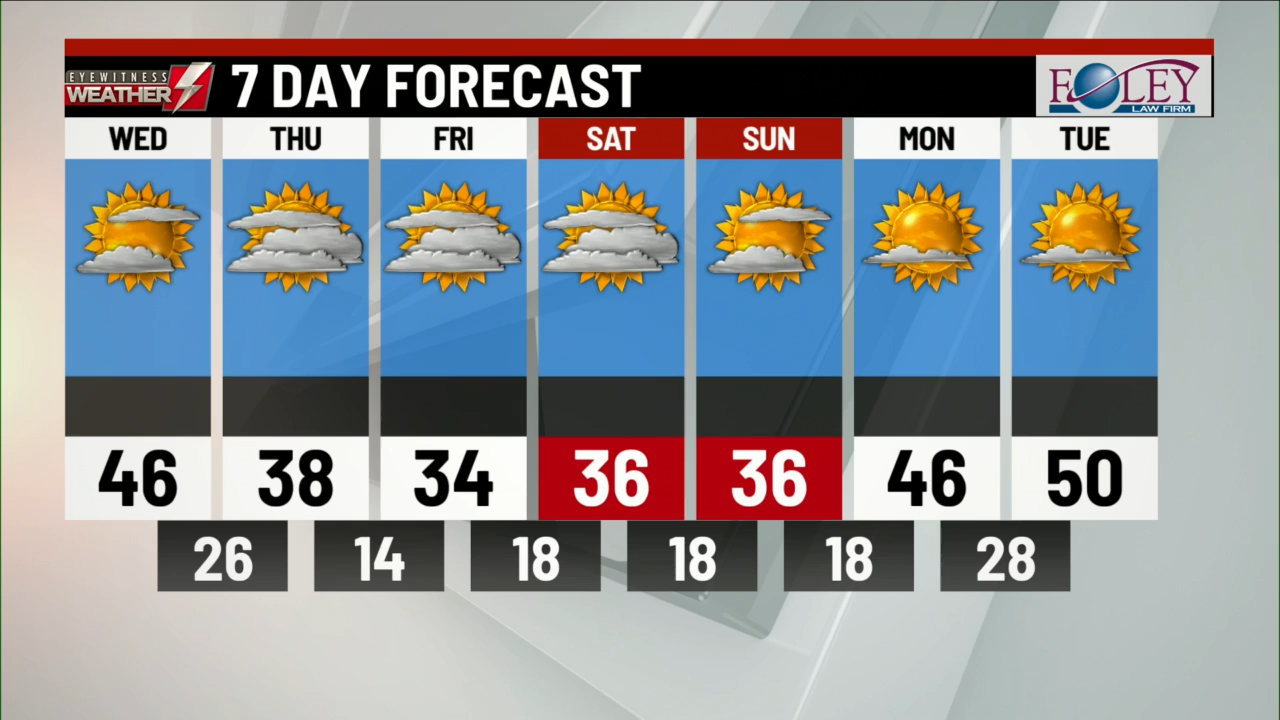 EYEWITNESS
WEATHER
7 DAY FORECAST
FOLEY
LAW FIRM
WED THU FRI SAT SUN MON TUE
46 38 34 36 36 46 50
26 14 18 18 18 28